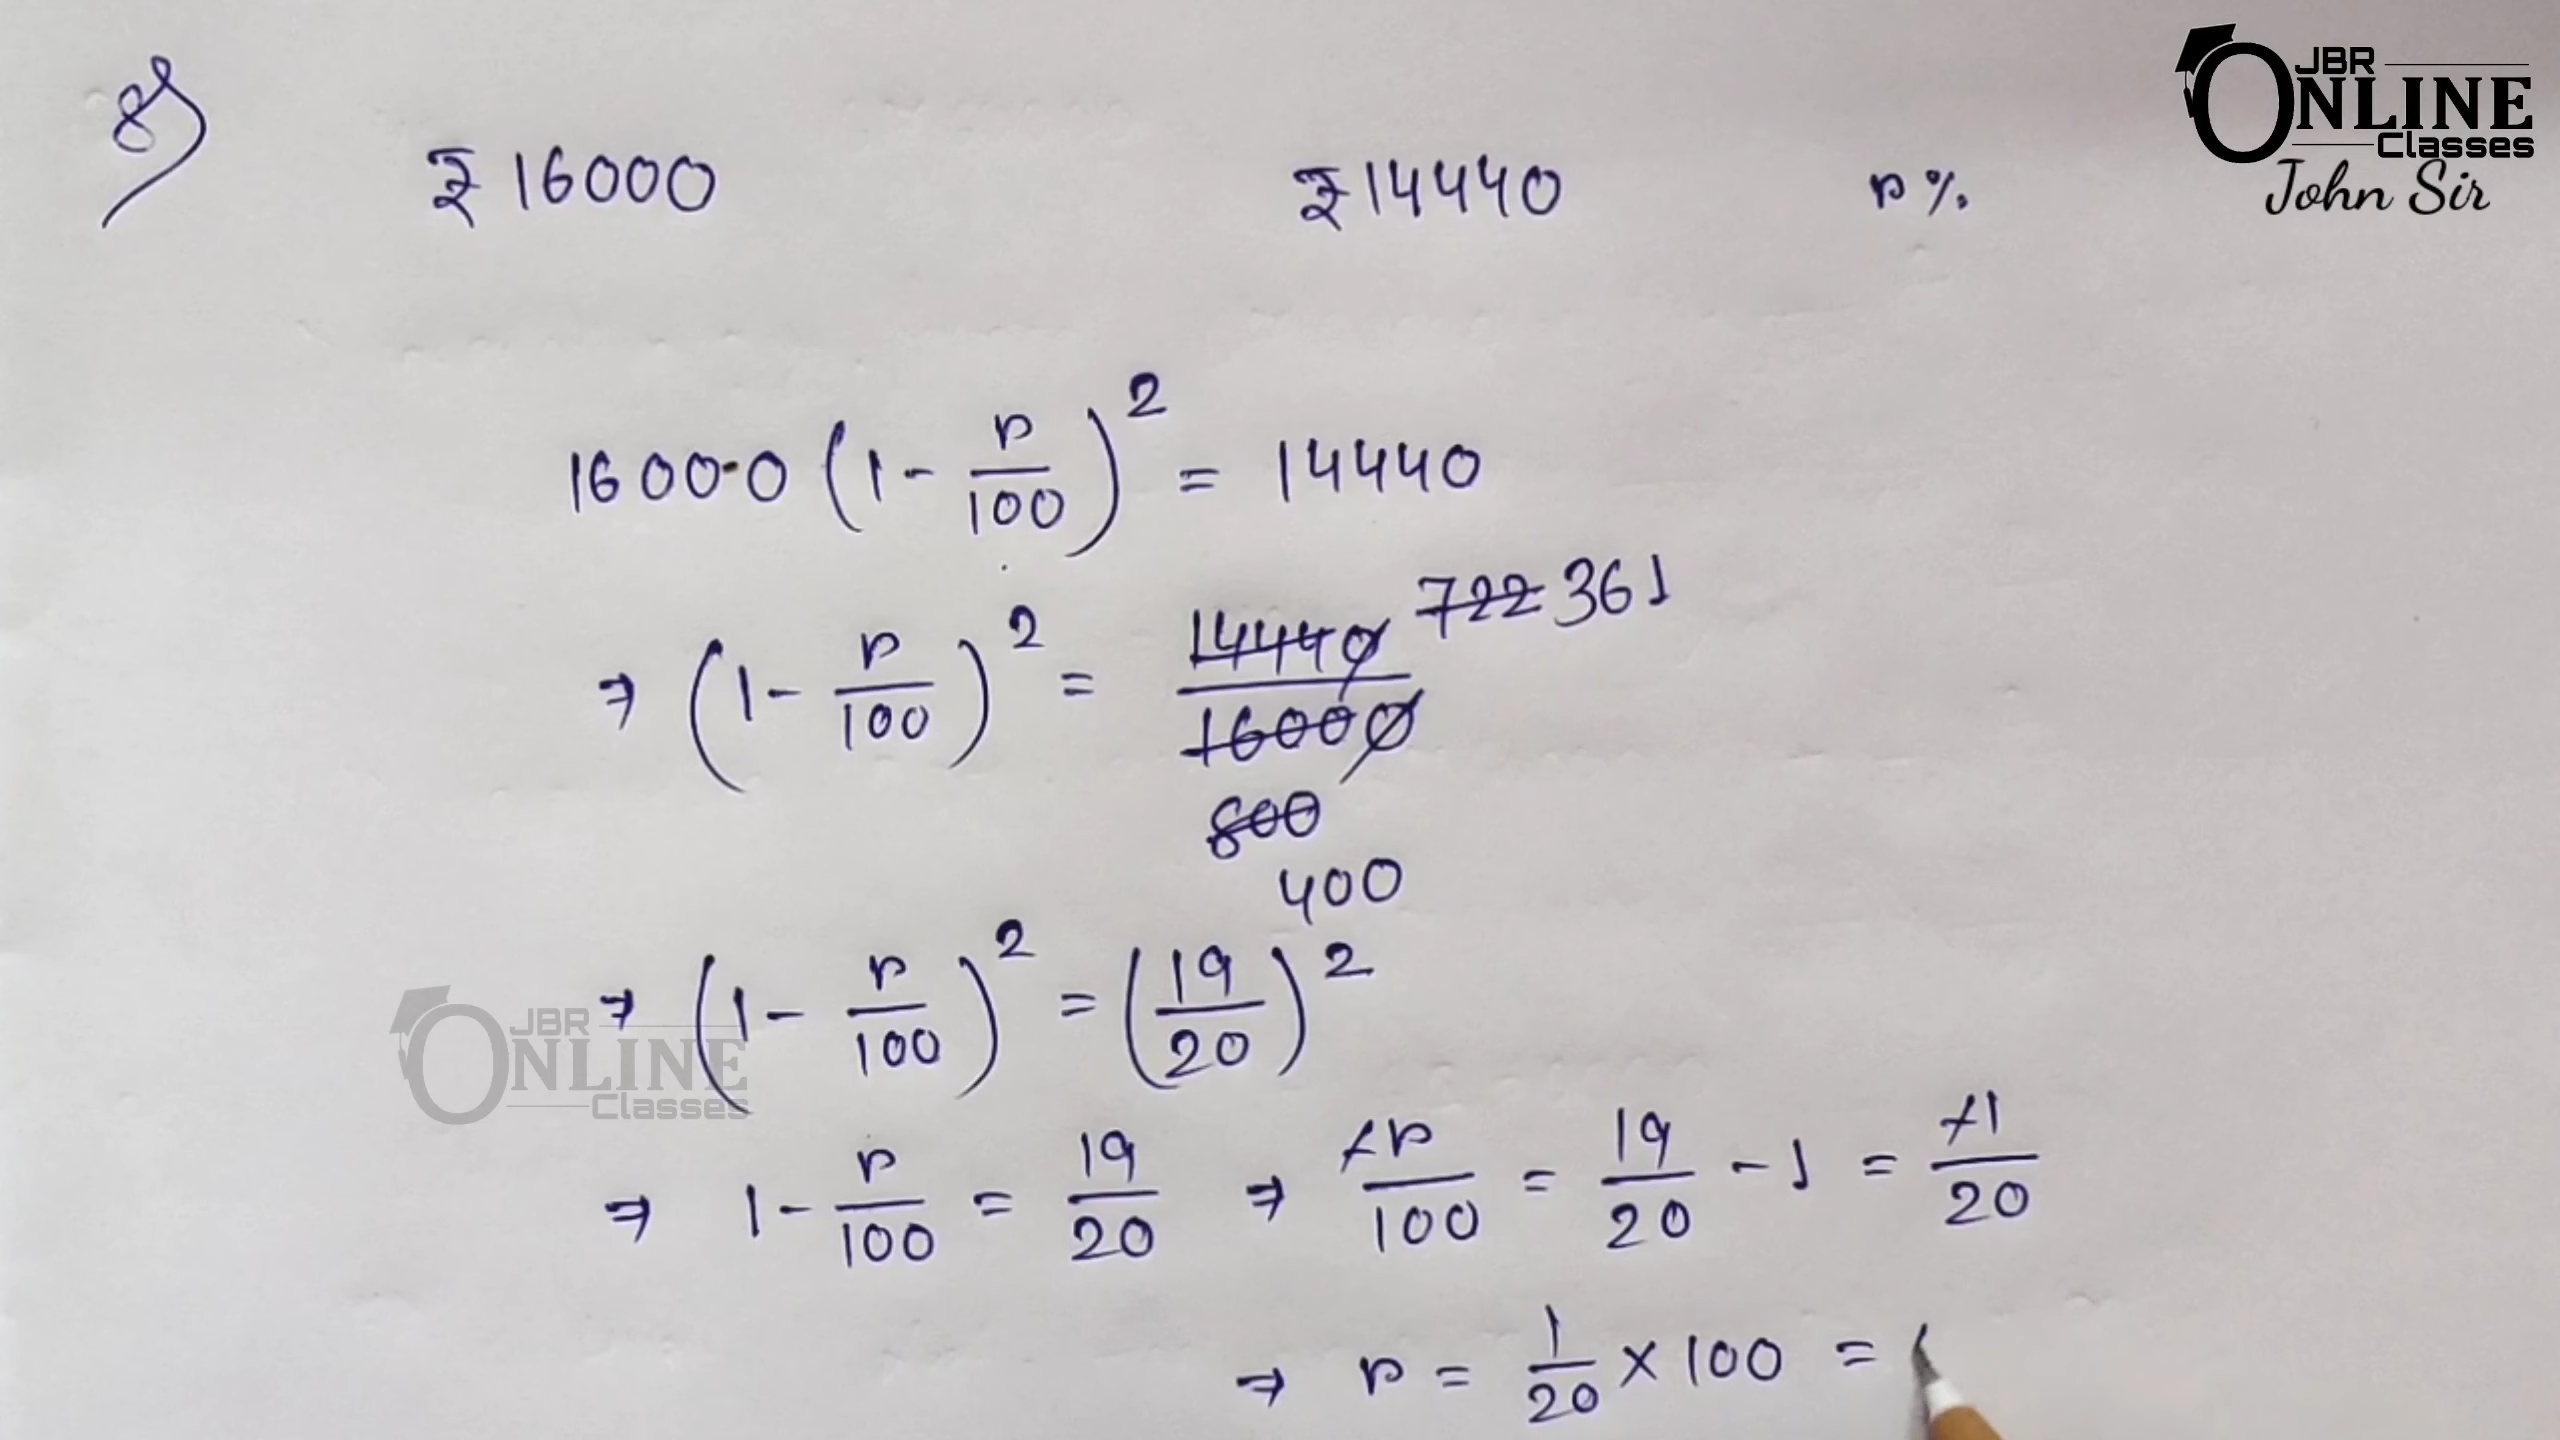 JBR
ONLINE
Classes
John Sir
8)
₹ 16000 ₹ 14440 r%
16000 (1 - r/100)² = 14440
⇒ (1 - r/100)² = 14440/16000 722 361
800
400
⇒ (1 - r/100)² = (19/20)²
JBR
ONLINE
Classes
⇒ 1 - r/100 = 19/20 ⇒ -r/100 = 19/20 - 1 = -1/20
⇒ r = 1/20 × 100 =